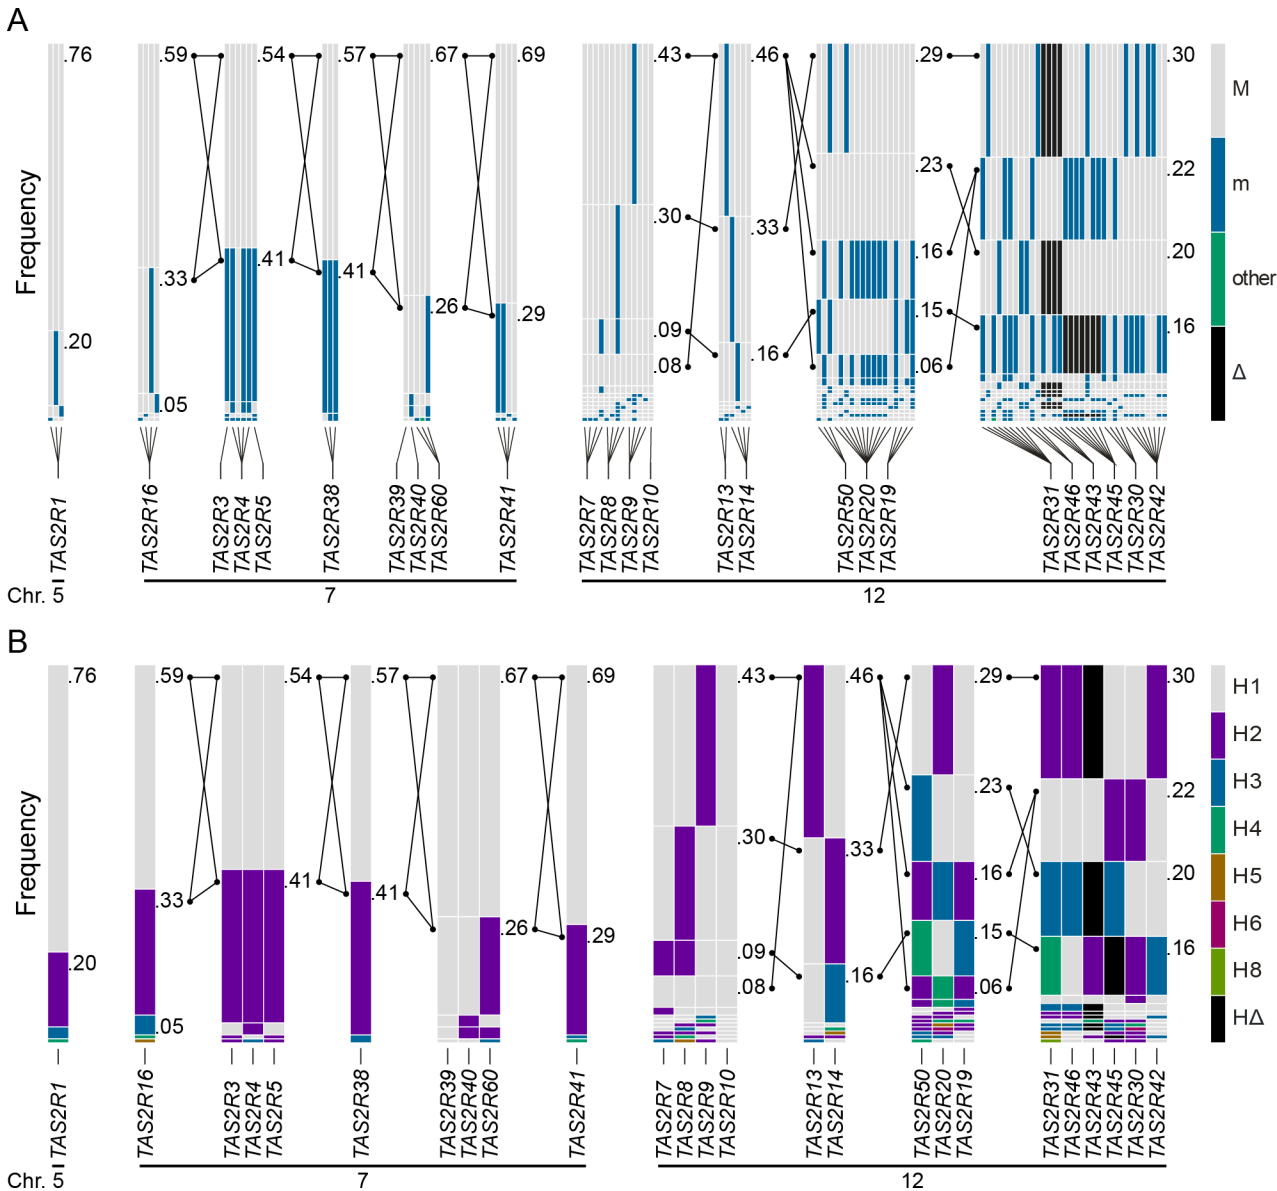 A
Frequency
.76
.20
.59
.33
.05
.54
.41
.57
.41
.67
.26
.69
.29
.43
.30
.09
.08
.46
.33
.16
.29
.23
.16
.15
.06
.30
.22
.20
.16
M
m
other
Δ
TAS2R1
TAS2R16
TAS2R3
TAS2R4
TAS2R5
TAS2R38
TAS2R39
TAS2R40
TAS2R60
TAS2R41
TAS2R7
TAS2R8
TAS2R9
TAS2R10
TAS2R13
TAS2R14
TAS2R50
TAS2R20
TAS2R19
TAS2R31
TAS2R46
TAS2R43
TAS2R45
TAS2R30
TAS2R42
Chr. 5 7 12
B
Frequency
.76
.20
.59
.33
.05
.54
.41
.57
.41
.67
.26
.69
.29
.43
.30
.09
.08
.46
.33
.16
.29
.23
.16
.15
.06
.30
.22
.20
.16
H1
H2
H3
H4
H5
H6
H8
HΔ
TAS2R1
TAS2R16
TAS2R3
TAS2R4
TAS2R5
TAS2R38
TAS2R39
TAS2R40
TAS2R60
TAS2R41
TAS2R7
TAS2R8
TAS2R9
TAS2R10
TAS2R13
TAS2R14
TAS2R50
TAS2R20
TAS2R19
TAS2R31
TAS2R46
TAS2R43
TAS2R45
TAS2R30
TAS2R42
Chr. 5 7 12